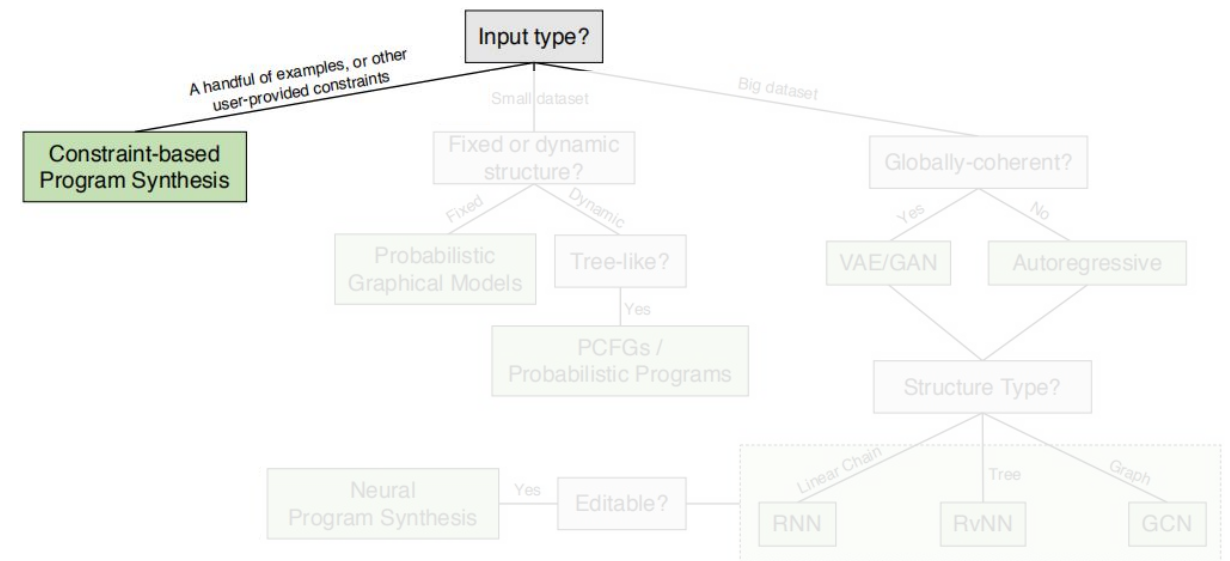 Input type?
A handful of examples, or other
user-provided constraints
Small dataset
Big dataset
Constraint-based
Program Synthesis
Fixed or dynamic
structure?
Globally-coherent?
Fixed
Dynamic
Yes
No
Probabilistic
Graphical Models
Tree-like?
VAE/GAN
Autoregressive
Yes
PCFGs /
Probabilistic Programs
Structure Type?
Linear Chain
Tree
Graph
Neural
Program Synthesis
Yes
Editable?
RNN
RvNN
GCN